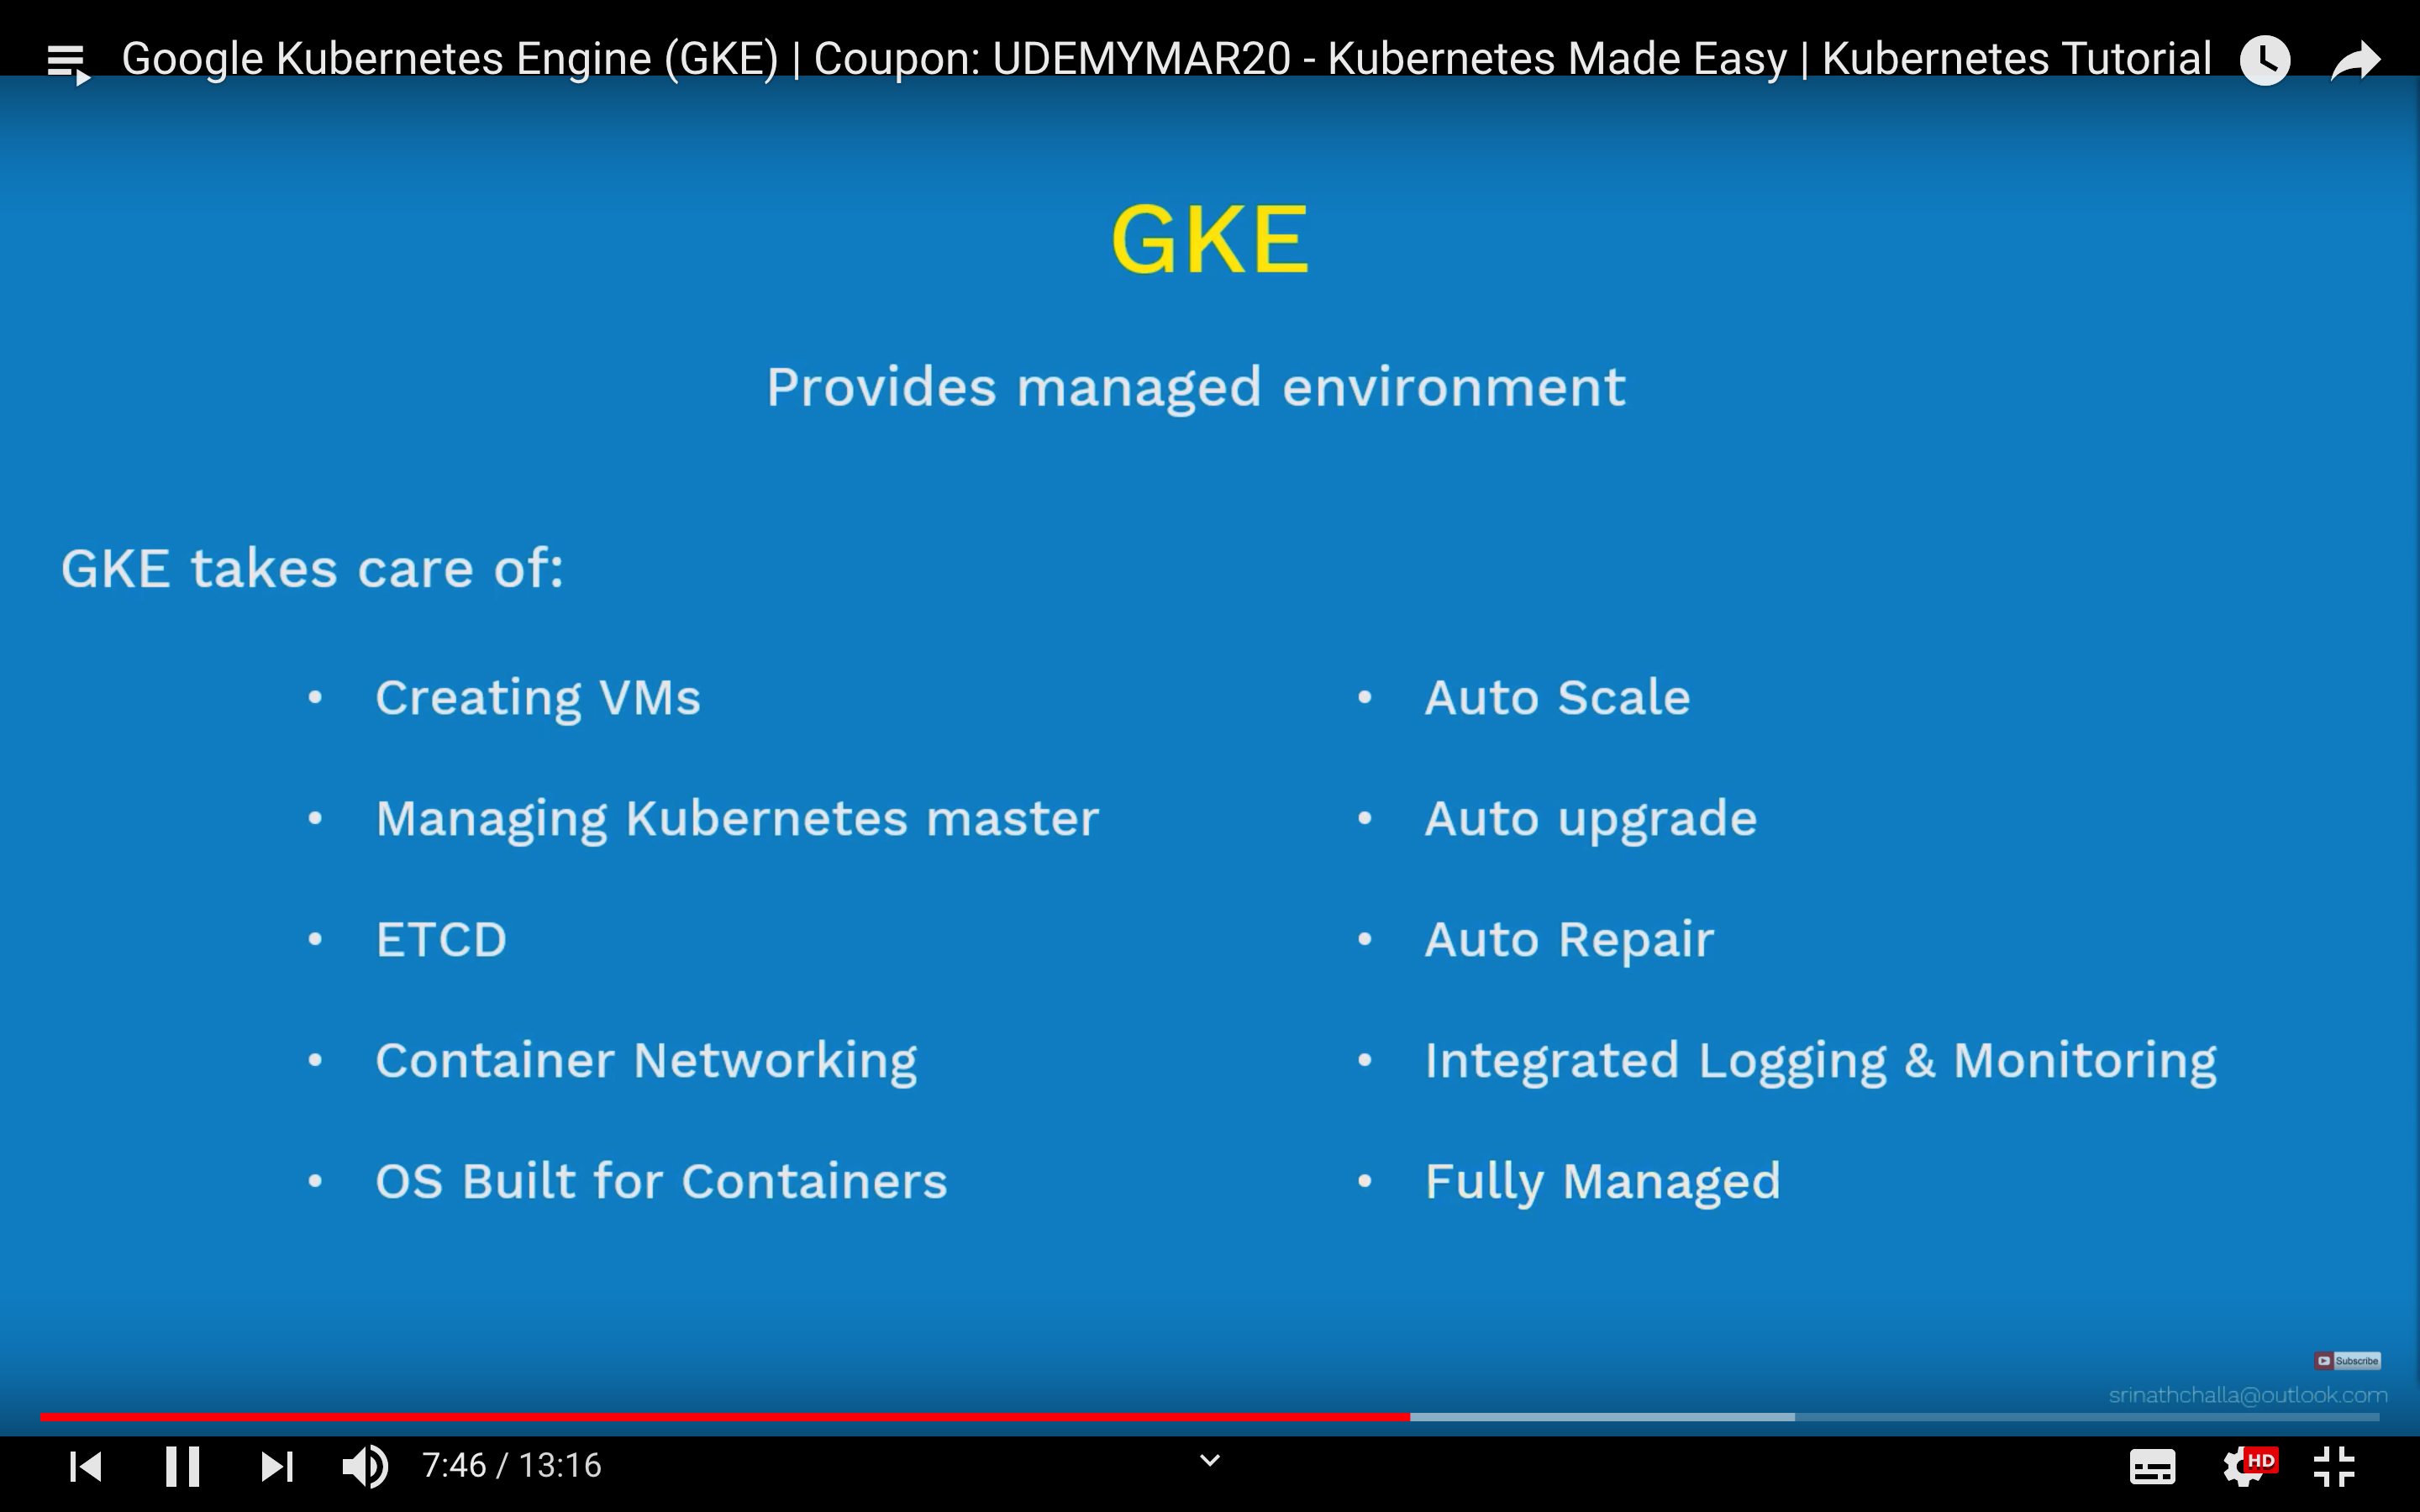 Google Kubernetes Engine (GKE) | Coupon: UDEMYMAR20 - Kubernetes Made Easy | Kubernetes Tutorial
GKE
Provides managed environment
GKE takes care of:
• Creating VMs
• Managing Kubernetes master
• ETCD
• Container Networking
• OS Built for Containers
• Auto Scale
• Auto upgrade
• Auto Repair
• Integrated Logging & Monitoring
• Fully Managed
Subscribe
srinathchalla@outlook.com
7:46 / 13:16
HD